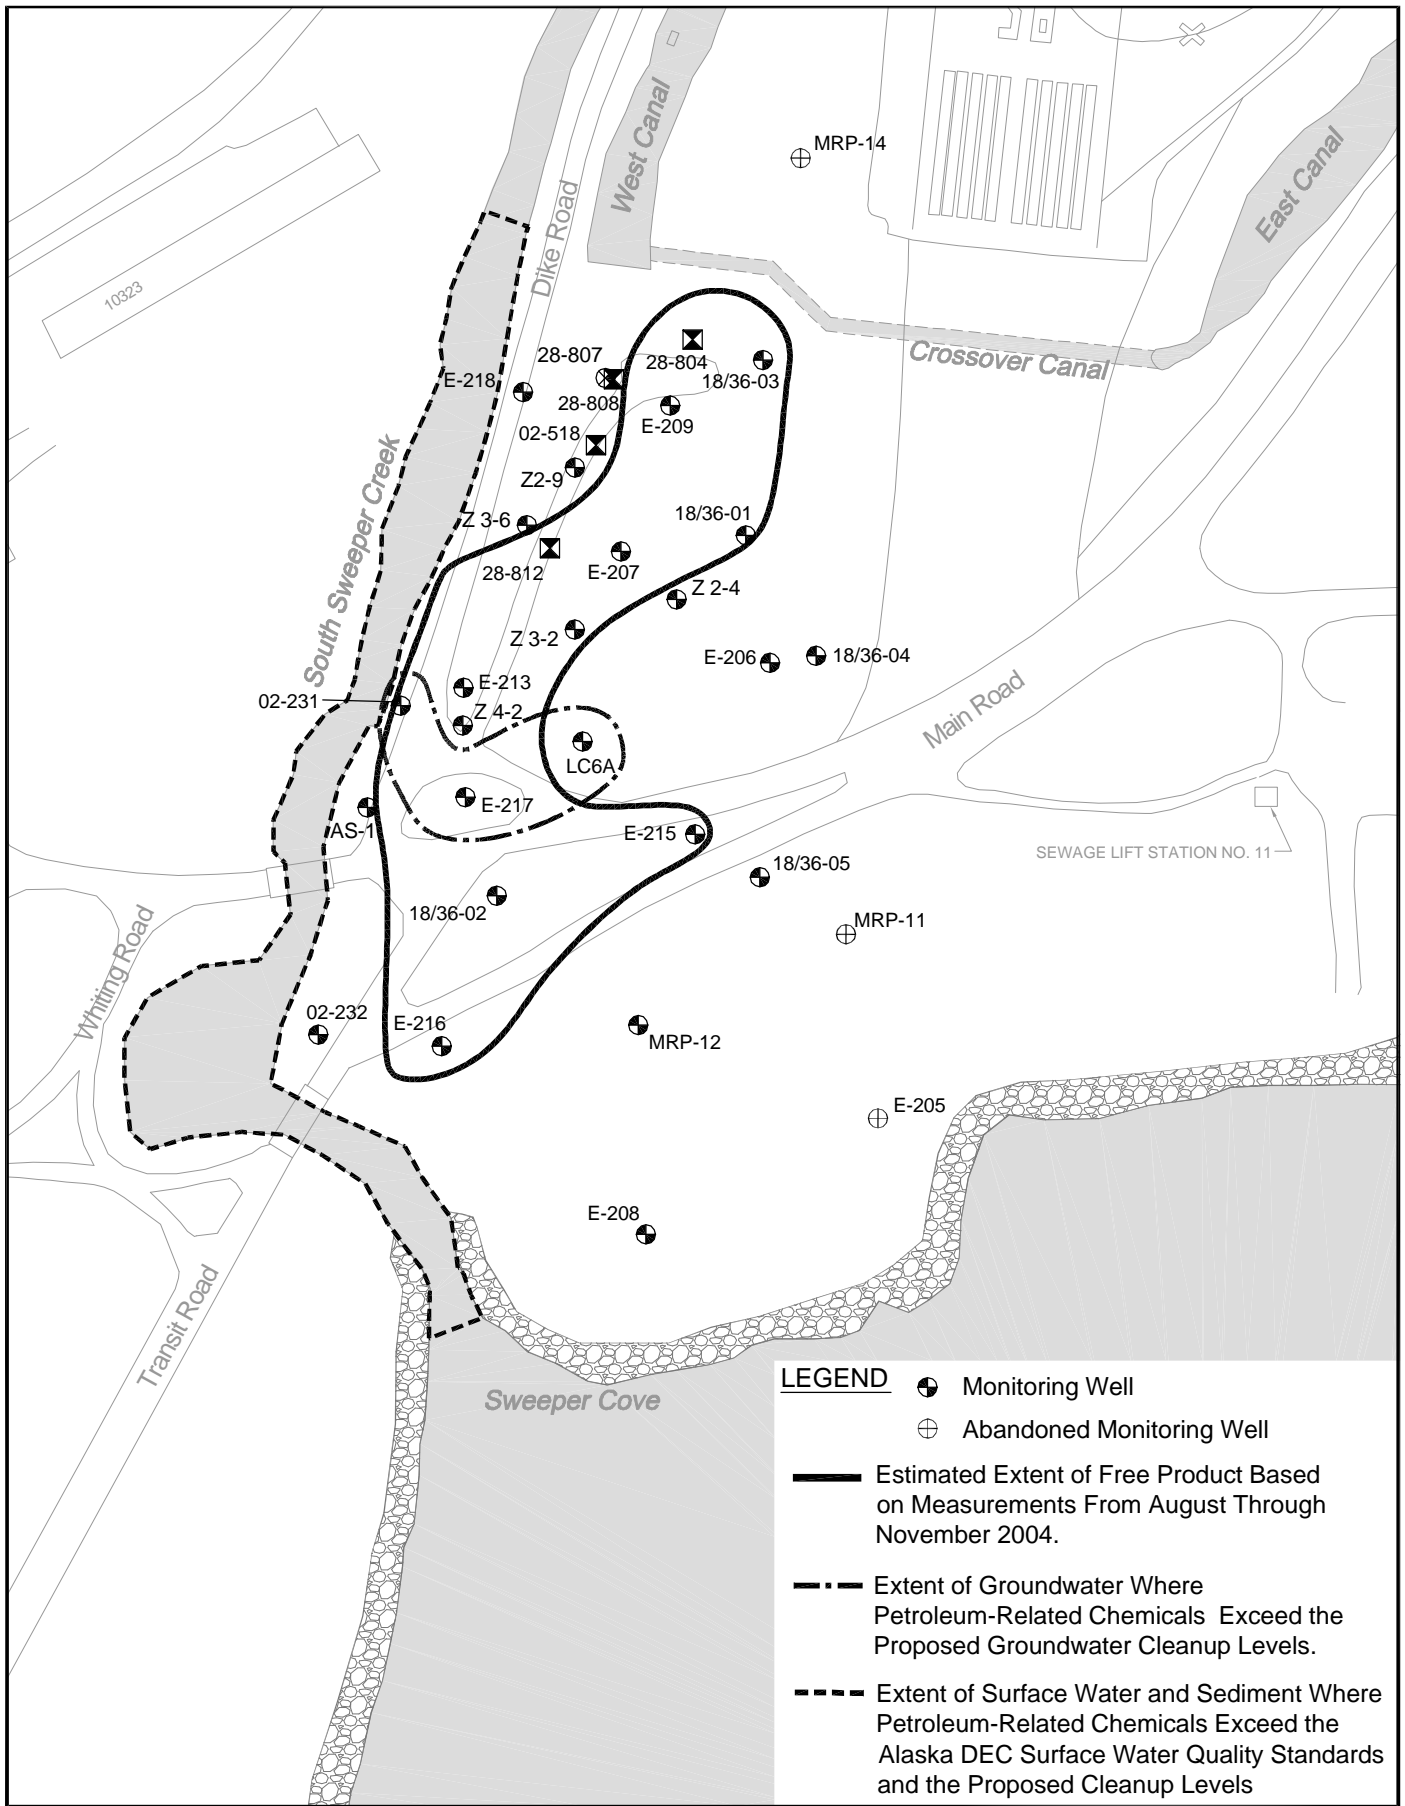 MRP-14
West Canal
East Canal
Dike Road
10323
Crossover Canal
28-807
28-804
18/36-03
E-218
28-808
E-209
02-518
Z2-9
South Sweeper Creek
Z 3-6
18/36-01
28-812
E-207
Z 2-4
Z 3-2
E-206
18/36-04
E-213
02-231
Z 4-2
Main Road
LC6A
E-217
AS-1
E-215
SEWAGE LIFT STATION NO. 11
18/36-05
18/36-02
MRP-11
Whiting Road
02-232
E-216
MRP-12
E-205
E-208
Transit Road
Sweeper Cove
LEGEND
Monitoring Well
Abandoned Monitoring Well
Estimated Extent of Free Product Based
on Measurements From August Through
November 2004.
Extent of Groundwater Where
Petroleum-Related Chemicals Exceed the
Proposed Groundwater Cleanup Levels.
Extent of Surface Water and Sediment Where
Petroleum-Related Chemicals Exceed the
Alaska DEC Surface Water Quality Standards
and the Proposed Cleanup Levels